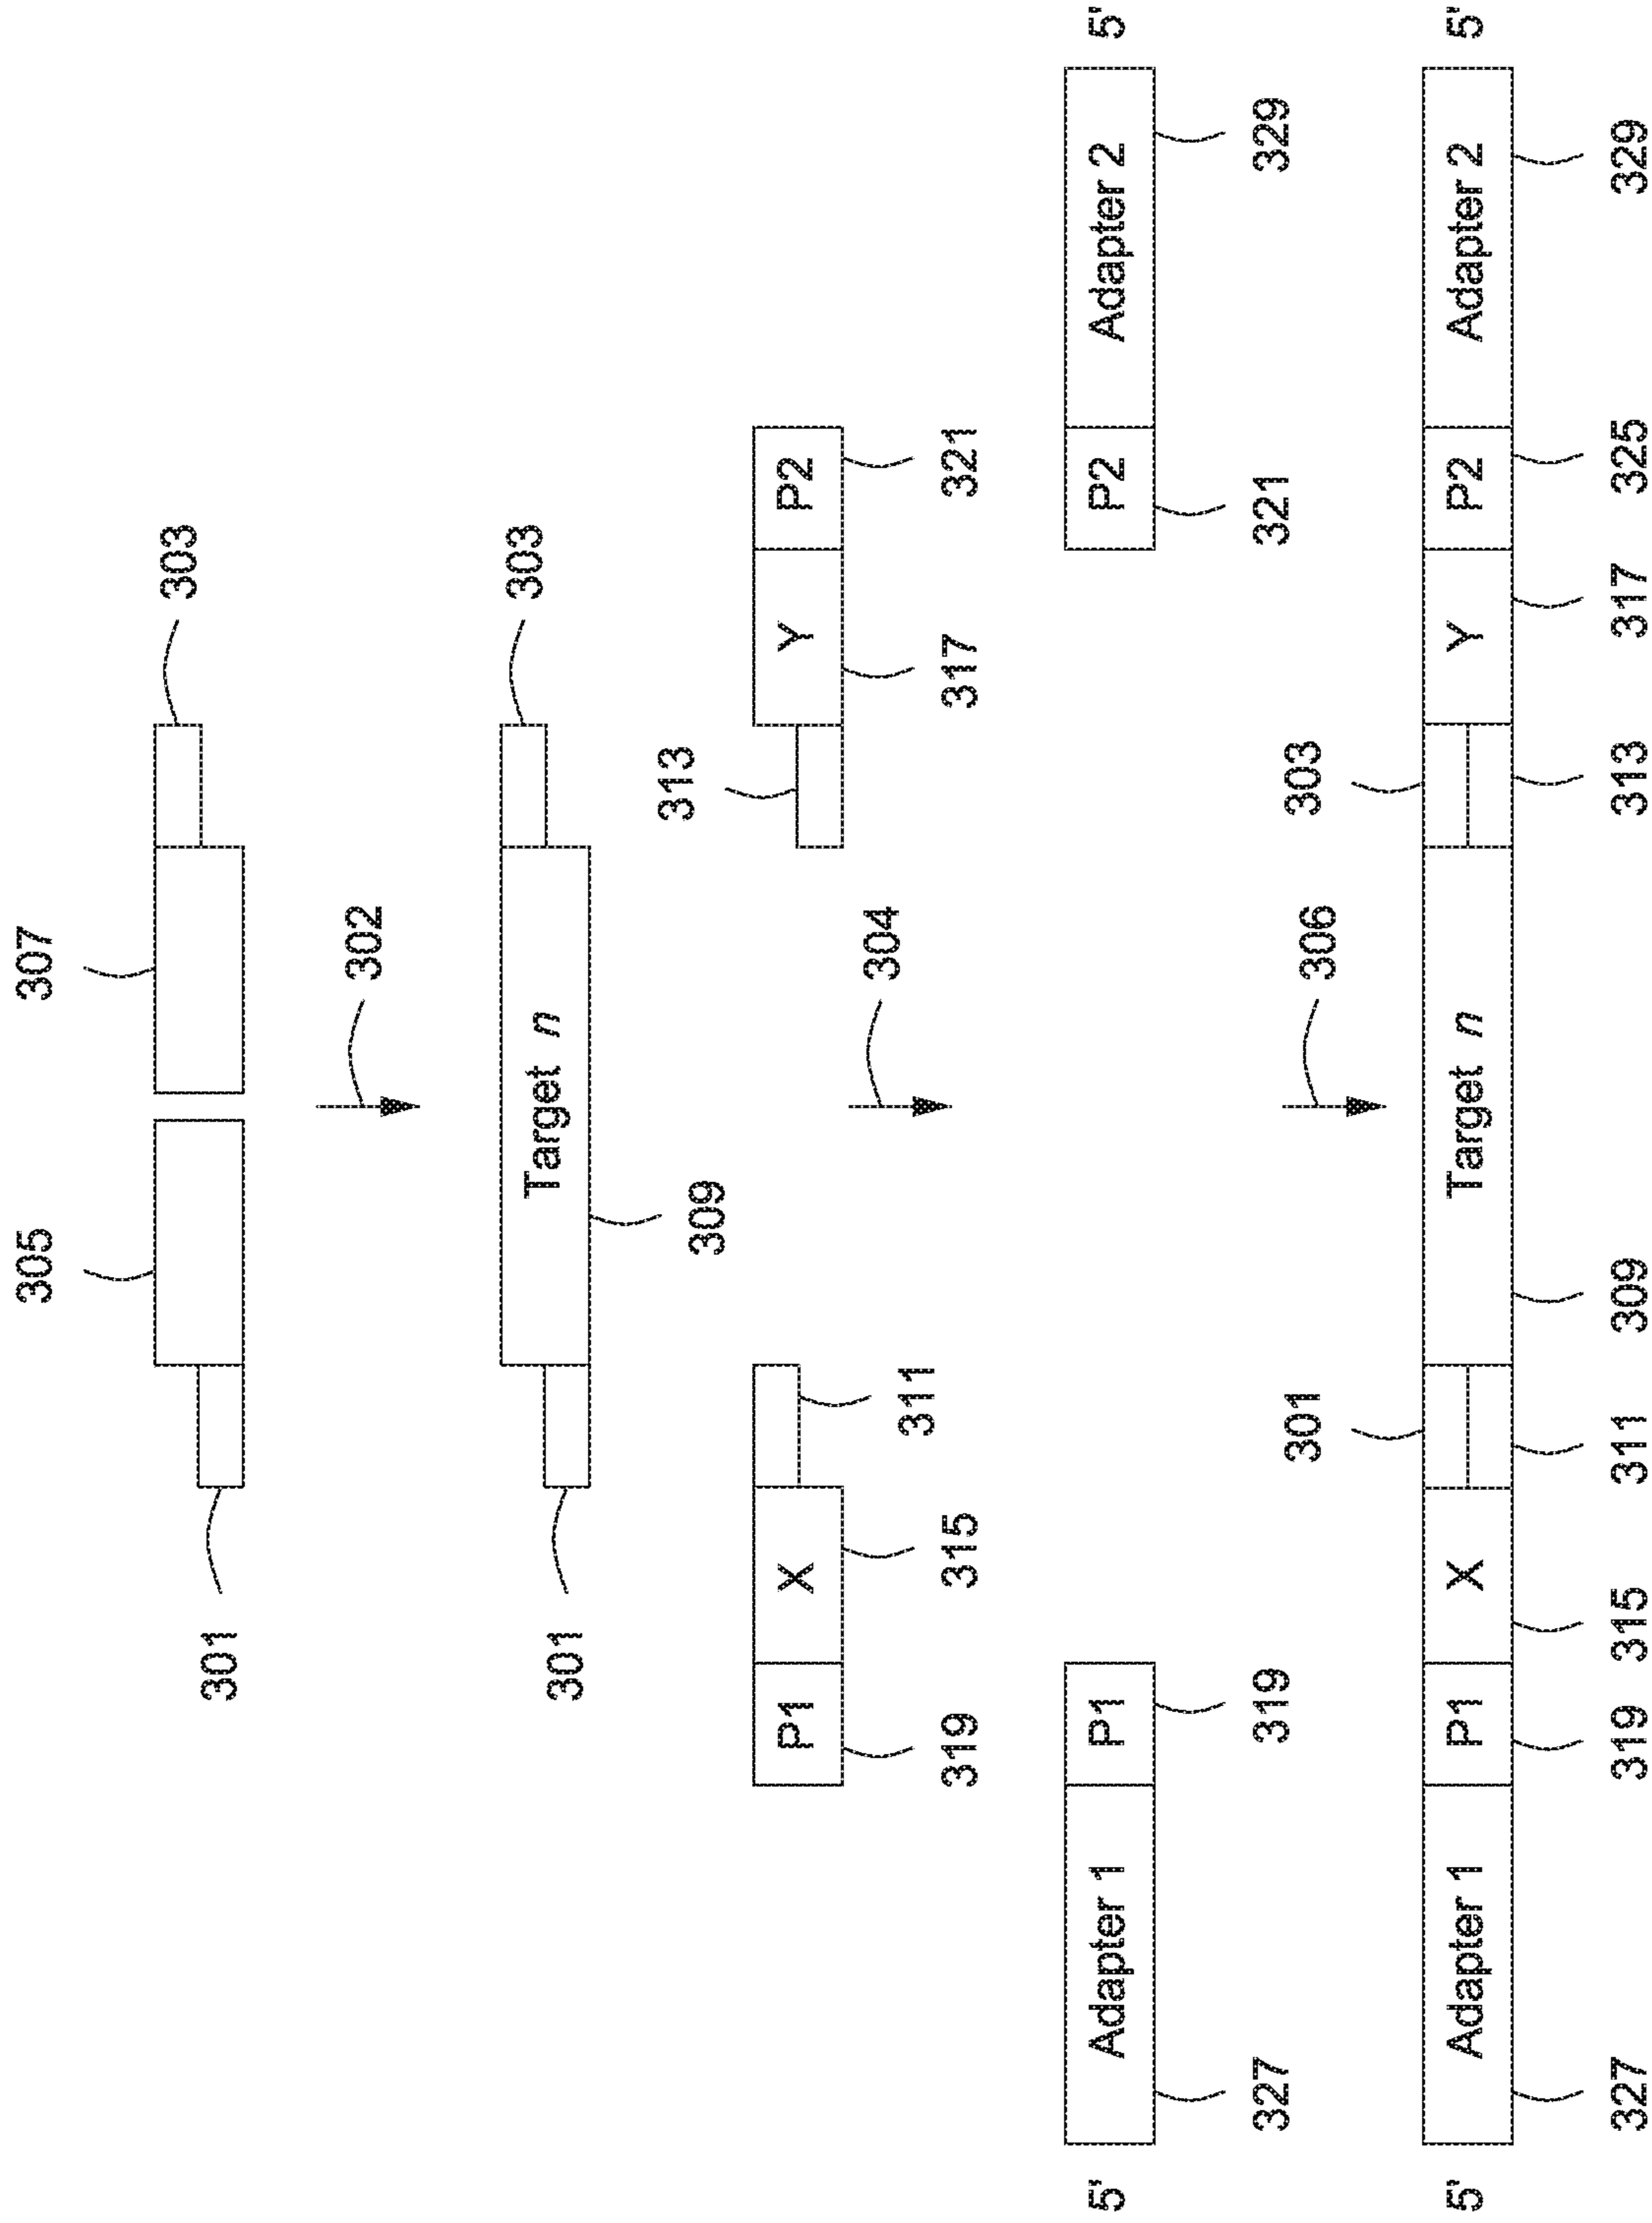 305 307
301 303
302
301 Target n 303
309
313
P1 X Y P2
319 315 311 317 321
304
5' Adapter 1 P1 P2 Adapter 2 5'
327 319 321 329
306
301 303
5' Adapter 1 P1 X Target n Y P2 Adapter 2 5'
327 319 315 311 309 313 317 325 329